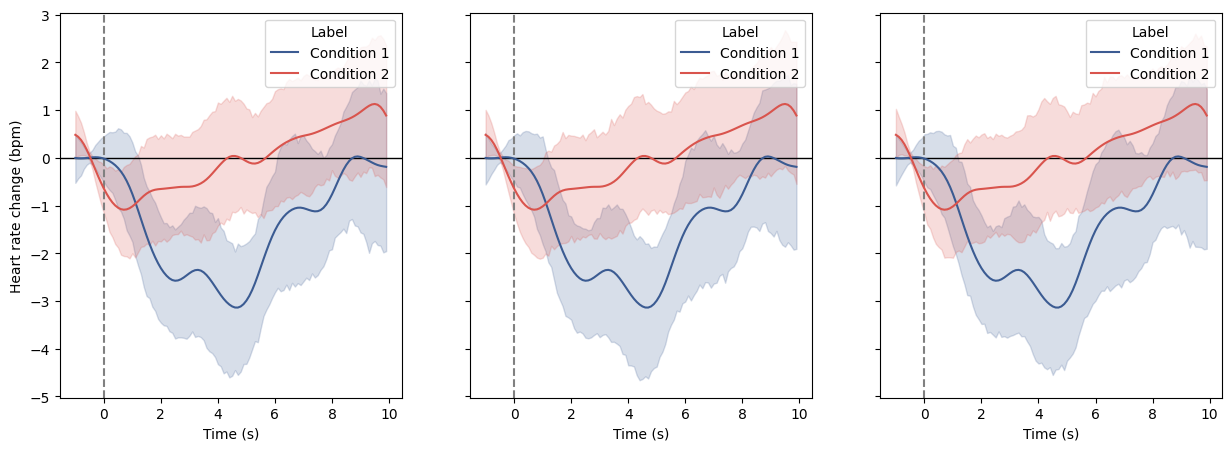 Heart rate change (bpm)
3
2
1
0
−1
−2
−3
−4
−5
Label
Condition 1
Condition 2
0 2 4 6 8 10
Time (s)
Label
Condition 1
Condition 2
0 2 4 6 8 10
Time (s)
Label
Condition 1
Condition 2
0 2 4 6 8 10
Time (s)